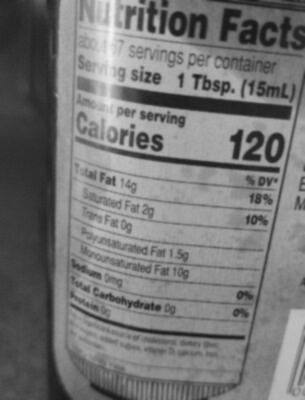 Nutrition Facts
about 67 servings per container
Serving size 1 Tbsp. (15mL)
Amount per serving
Calories 120
% DV*
Total Fat 14g 18%
Saturated Fat 2g 10%
Trans Fat 0g
Polyunsaturated Fat 1.5g
Monounsaturated Fat 10g
Sodium 0mg 0%
Total Carbohydrate 0g 0%
Protein 0g